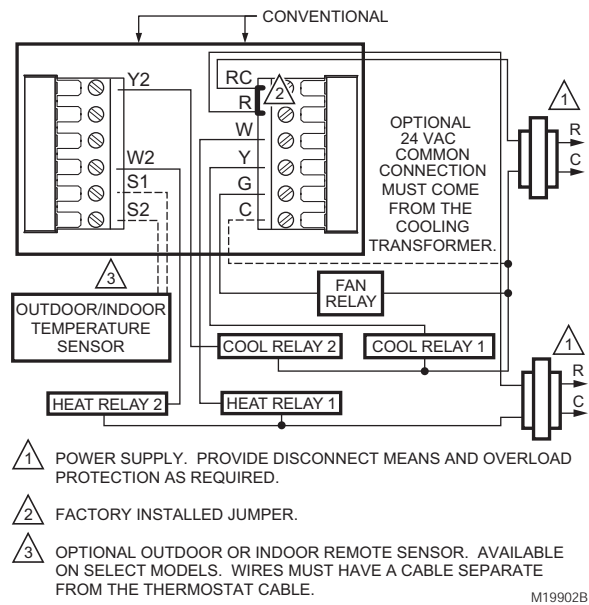 CONVENTIONAL
Y2
W2
S1
S2
RC
R
W
Y
G
C
2
1
R
C
OPTIONAL
24 VAC
COMMON
CONNECTION
MUST COME
FROM THE
COOLING
TRANSFORMER.
3
OUTDOOR/INDOOR
TEMPERATURE
SENSOR
FAN
RELAY
COOL RELAY 2
COOL RELAY 1
1
R
C
HEAT RELAY 2
HEAT RELAY 1
1 POWER SUPPLY. PROVIDE DISCONNECT MEANS AND OVERLOAD
PROTECTION AS REQUIRED.
2 FACTORY INSTALLED JUMPER.
3 OPTIONAL OUTDOOR OR INDOOR REMOTE SENSOR. AVAILABLE
ON SELECT MODELS. WIRES MUST HAVE A CABLE SEPARATE
FROM THE THERMOSTAT CABLE.
M19902B